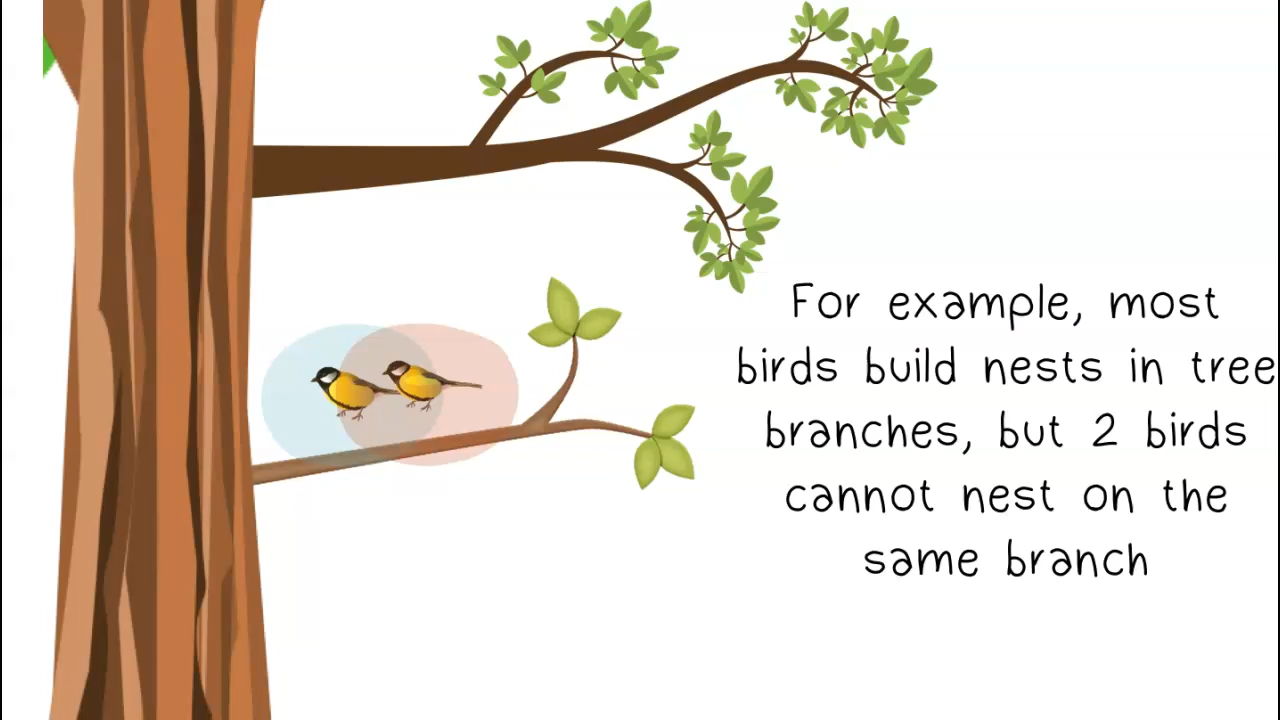 For example, most
birds build nests in tree
branches, but 2 birds
cannot nest on the
same branch